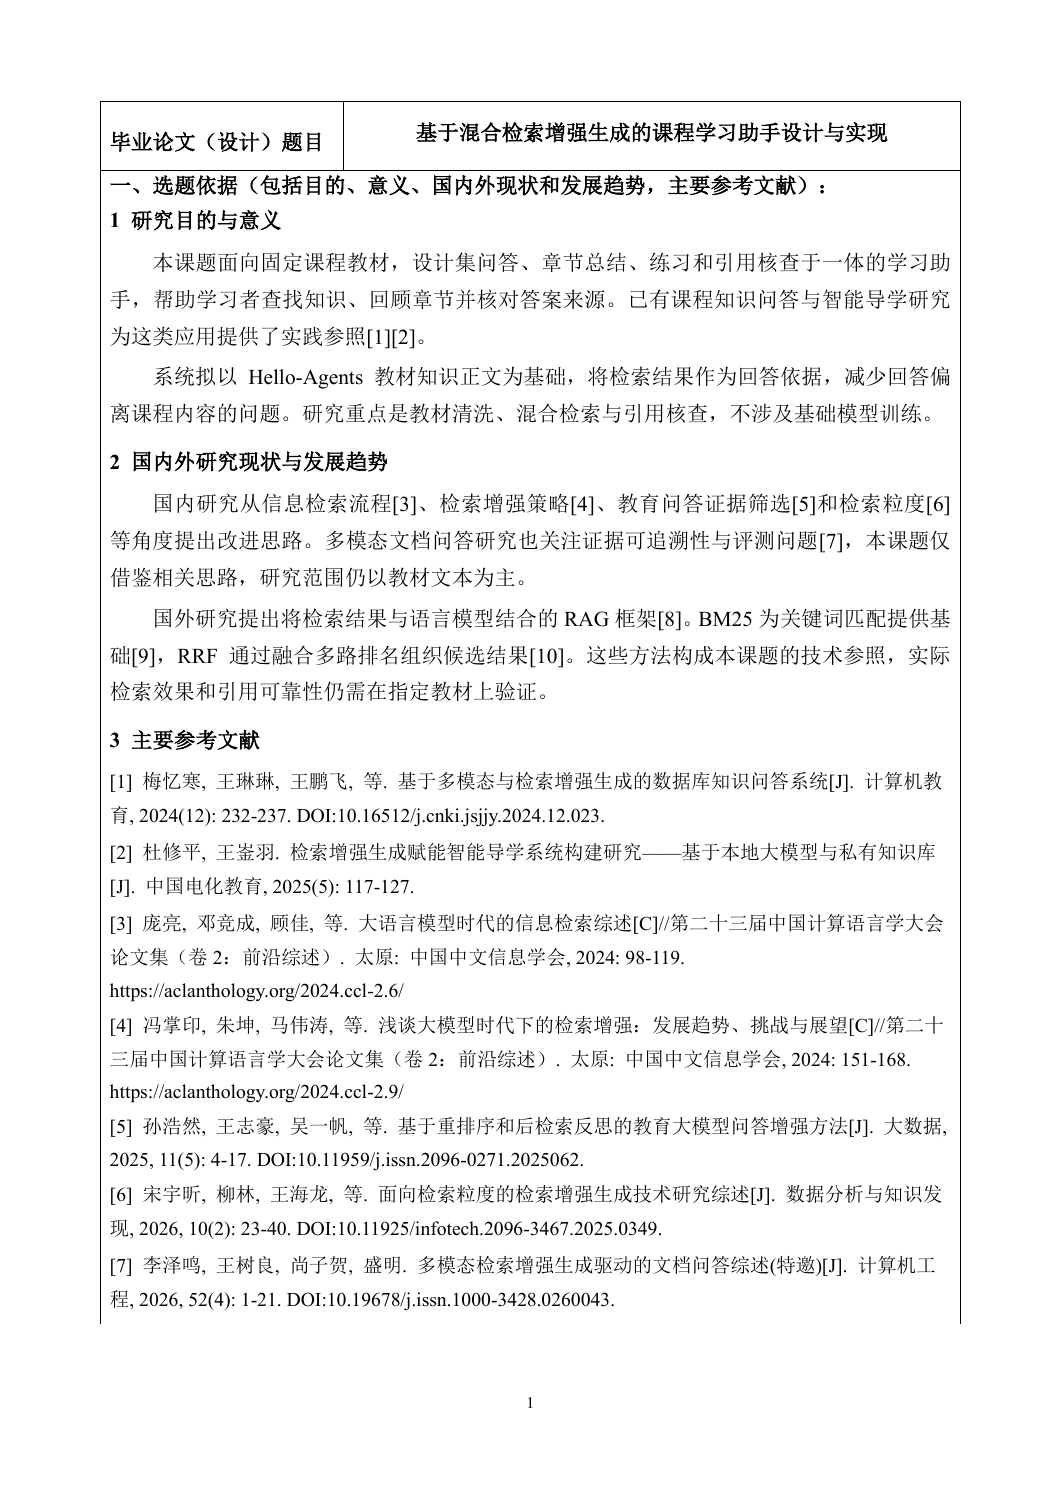 毕业论文（设计）题目
基于混合检索增强生成的课程学习助手设计与实现
一、选题依据（包括目的、意义、国内外现状和发展趋势，主要参考文献）：
1 研究目的与意义
本课题面向固定课程教材，设计集问答、章节总结、练习和引用核查于一体的学习助
手，帮助学习者查找知识、回顾章节并核对答案来源。已有课程知识问答与智能导学研究
为这类应用提供了实践参照[1][2]。
系统拟以 Hello-Agents 教材知识正文为基础，将检索结果作为回答依据，减少回答偏
离课程内容的问题。研究重点是教材清洗、混合检索与引用核查，不涉及基础模型训练。
2 国内外研究现状与发展趋势
国内研究从信息检索流程[3]、检索增强策略[4]、教育问答证据筛选[5]和检索粒度[6]
等角度提出改进思路。多模态文档问答研究也关注证据可追溯性与评测问题[7]，本课题仅
借鉴相关思路，研究范围仍以教材文本为主。
国外研究提出将检索结果与语言模型结合的 RAG 框架[8]。BM25 为关键词匹配提供基
础[9]，RRF 通过融合多路排名组织候选结果[10]。这些方法构成本课题的技术参照，实际
检索效果和引用可靠性仍需在指定教材上验证。
3 主要参考文献
[1] 梅忆寒, 王琳琳, 王鹏飞, 等. 基于多模态与检索增强生成的数据库知识问答系统[J]. 计算机教
育, 2024(12): 232-237. DOI:10.16512/j.cnki.jsjjy.2024.12.023.
[2] 杜修平, 王崟羽. 检索增强生成赋能智能导学系统构建研究——基于本地大模型与私有知识库
[J]. 中国电化教育, 2025(5): 117-127.
[3] 庞亮, 邓竞成, 顾佳, 等. 大语言模型时代的信息检索综述[C]//第二十三届中国计算语言学大会
论文集（卷 2：前沿综述）. 太原: 中国中文信息学会, 2024: 98-119.
https://aclanthology.org/2024.ccl-2.6/
[4] 冯掌印, 朱坤, 马伟涛, 等. 浅谈大模型时代下的检索增强：发展趋势、挑战与展望[C]//第二十
三届中国计算语言学大会论文集（卷 2：前沿综述）. 太原: 中国中文信息学会, 2024: 151-168.
https://aclanthology.org/2024.ccl-2.9/
[5] 孙浩然, 王志豪, 吴一帆, 等. 基于重排序和后检索反思的教育大模型问答增强方法[J]. 大数据,
2025, 11(5): 4-17. DOI:10.11959/j.issn.2096-0271.2025062.
[6] 宋宇昕, 柳林, 王海龙, 等. 面向检索粒度的检索增强生成技术研究综述[J]. 数据分析与知识发
现, 2026, 10(2): 23-40. DOI:10.11925/infotech.2096-3467.2025.0349.
[7] 李泽鸣, 王树良, 尚子贺, 盛明. 多模态检索增强生成驱动的文档问答综述(特邀)[J]. 计算机工
程, 2026, 52(4): 1-21. DOI:10.19678/j.issn.1000-3428.0260043.
1